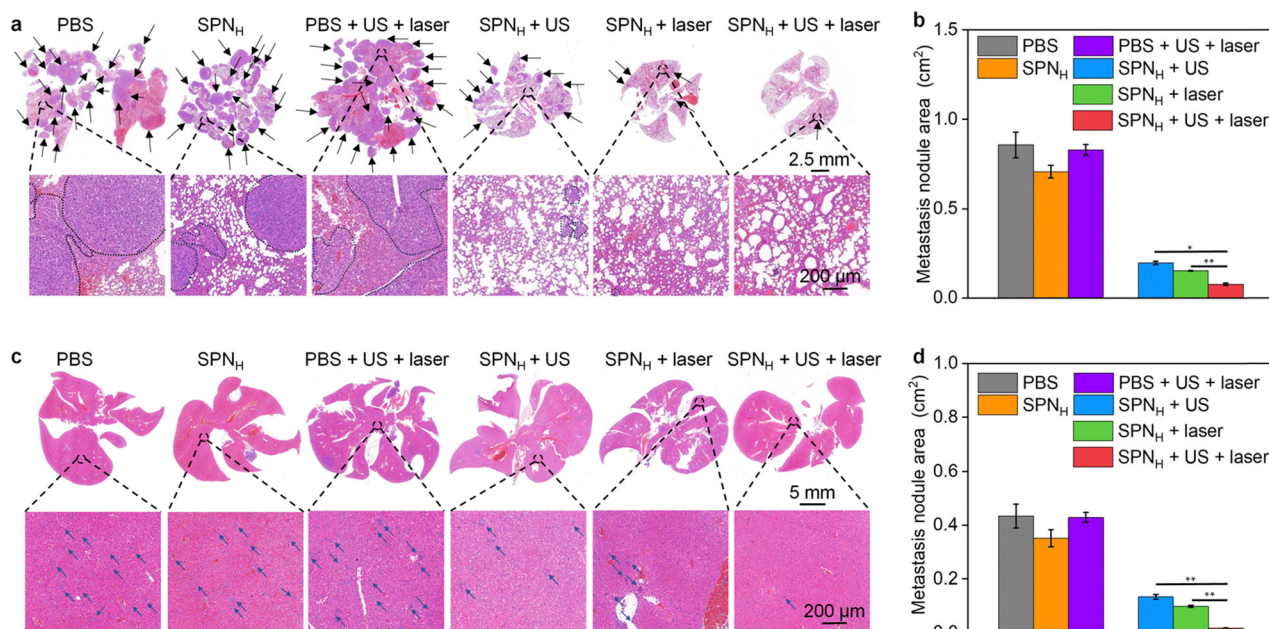 a
PBS
SPNH
PBS + US + laser
SPNH + US
SPNH + laser
SPNH + US + laser
2.5 mm
200 μm
b
Metastasis nodule area (cm2)
1.5
1.0
0.5
0.0
PBS
SPNH
PBS + US + laser
SPNH + US
SPNH + laser
SPNH + US + laser
*
**
c
PBS
SPNH
PBS + US + laser
SPNH + US
SPNH + laser
SPNH + US + laser
5 mm
200 μm
d
Metastasis nodule area (cm2)
1.0
0.8
0.6
0.4
0.2
0.0
PBS
SPNH
PBS + US + laser
SPNH + US
SPNH + laser
SPNH + US + laser
**
**